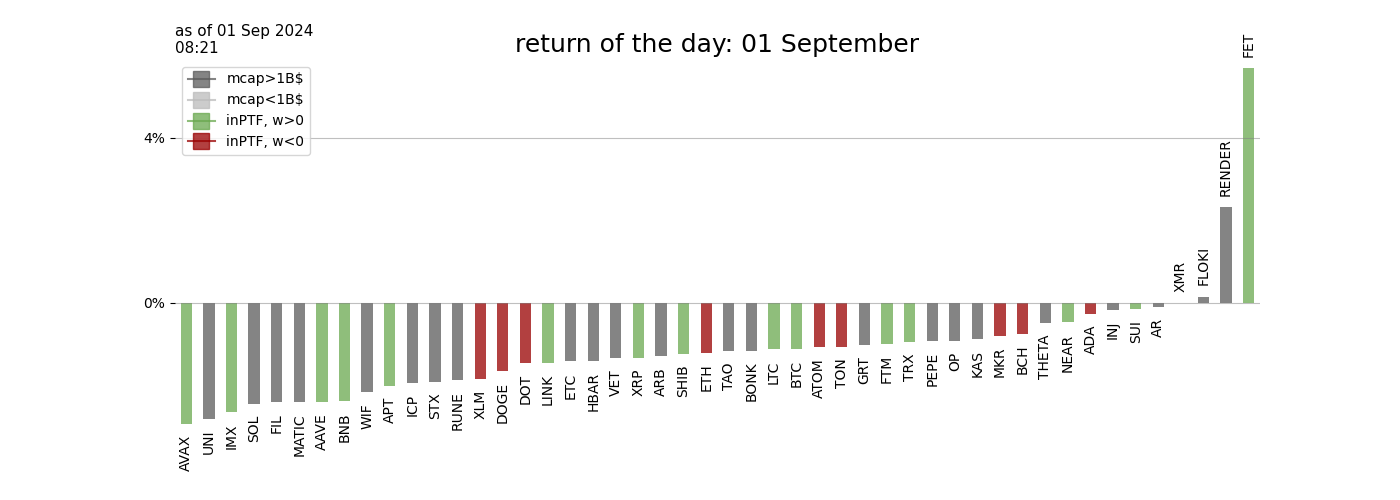 as of 01 Sep 2024
08:21
return of the day: 01 September
mcap>1B$
mcap<1B$
inPTF, w>0
inPTF, w<0
4%
0%
AVAX
UNI
IMX
SOL
FIL
MATIC
AAVE
BNB
WIF
APT
ICP
STX
RUNE
XLM
DOGE
DOT
LINK
ETC
HBAR
VET
XRP
ARB
SHIB
ETH
TAO
BONK
LTC
BTC
ATOM
TON
GRT
FTM
TRX
PEPE
OP
KAS
MKR
BCH
THETA
NEAR
ADA
INJ
SUI
AR
XMR
FLOKI
RENDER
FET